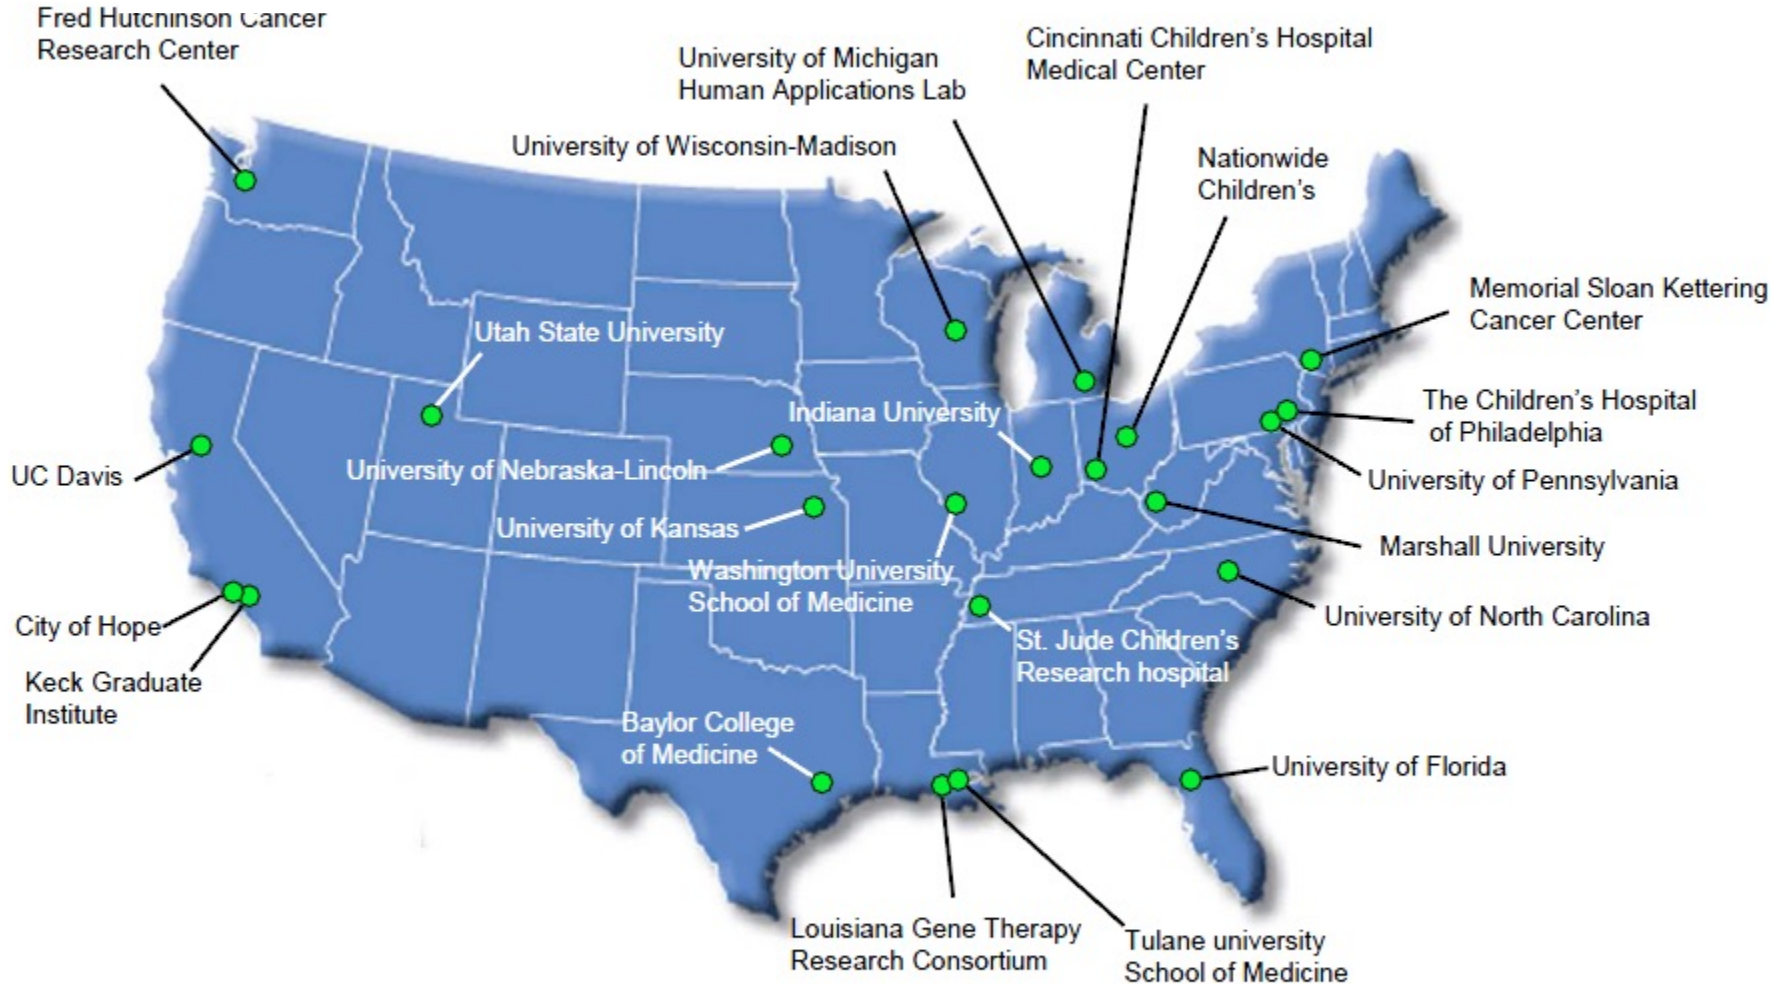 Fred Hutchinson Cancer
Research Center
University of Michigan
Human Applications Lab
Cincinnati Children's Hospital
Medical Center
University of Wisconsin-Madison
Nationwide
Children's
Memorial Sloan Kettering
Cancer Center
Utah State University
Indiana University
The Children's Hospital
of Philadelphia
UC Davis
University of Nebraska-Lincoln
University of Pennsylvania
University of Kansas
Marshall University
Washington University
School of Medicine
City of Hope
University of North Carolina
St. Jude Children's
Research hospital
Keck Graduate
Institute
Baylor College
of Medicine
University of Florida
Louisiana Gene Therapy
Research Consortium
Tulane university
School of Medicine